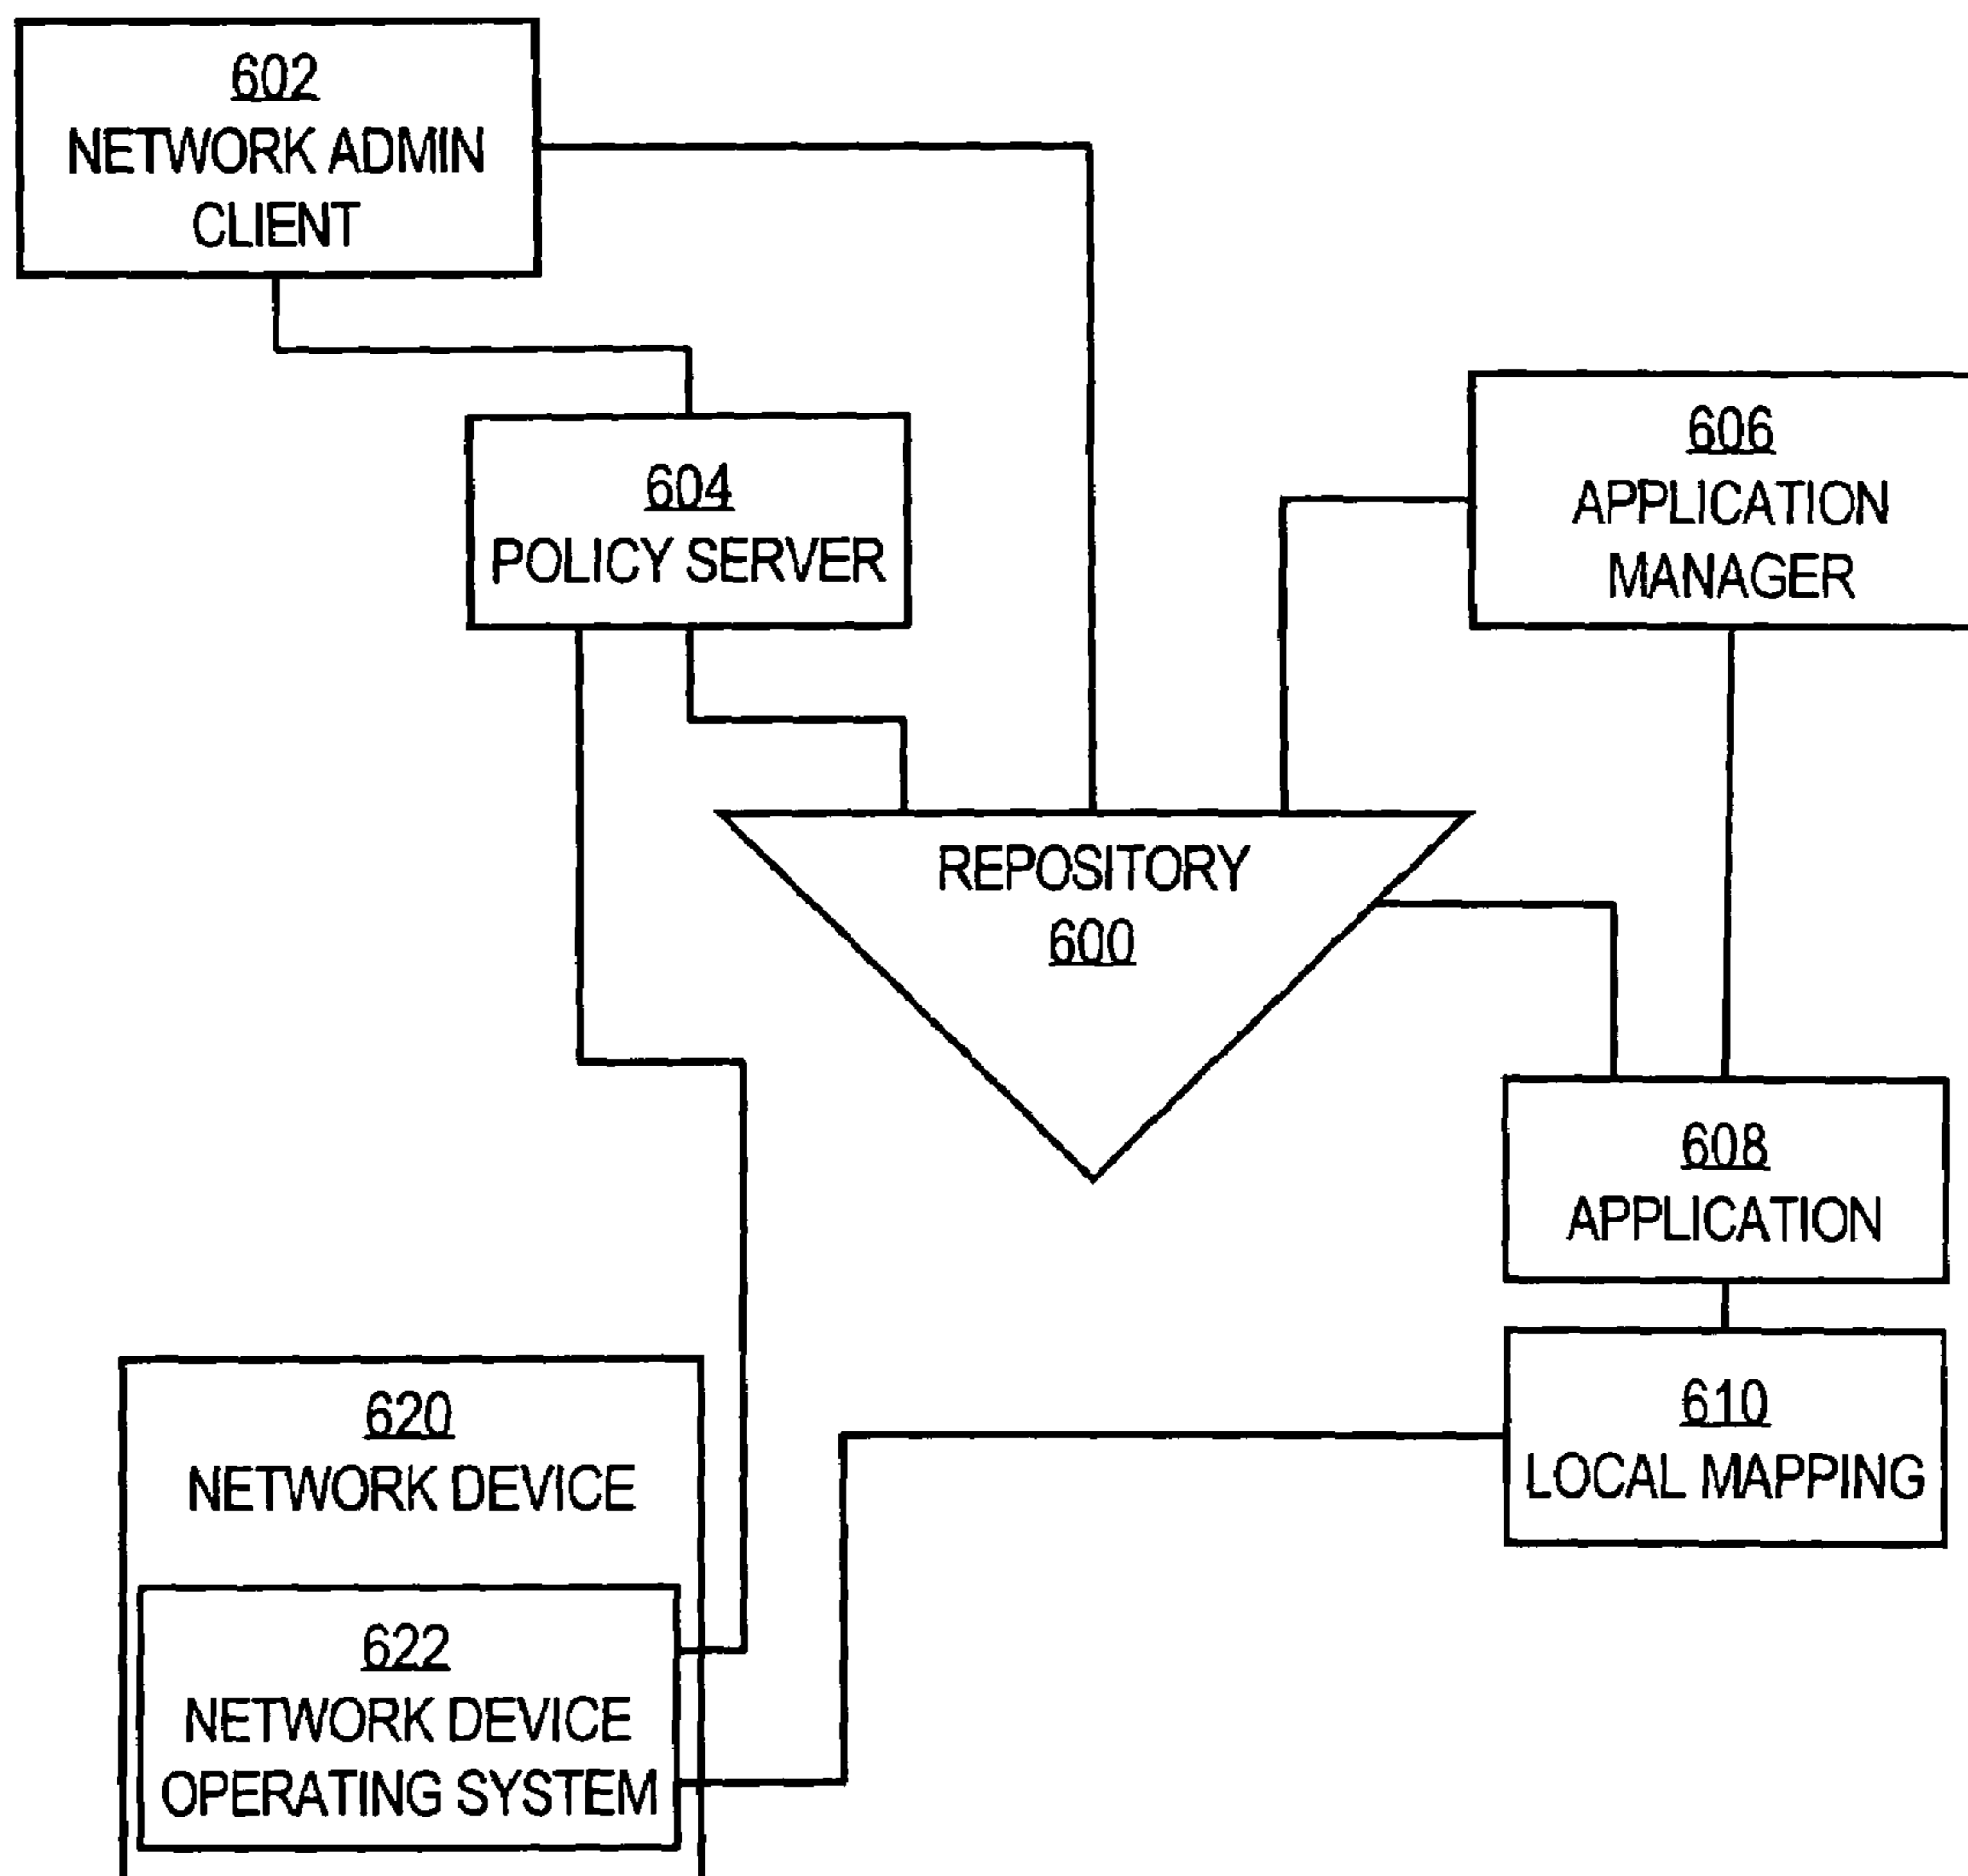 602
NETWORK ADMIN
CLIENT
604
POLICY SERVER
606
APPLICATION
MANAGER
REPOSITORY
600
608
APPLICATION
610
LOCAL MAPPING
620
NETWORK DEVICE
622
NETWORK DEVICE
OPERATING SYSTEM